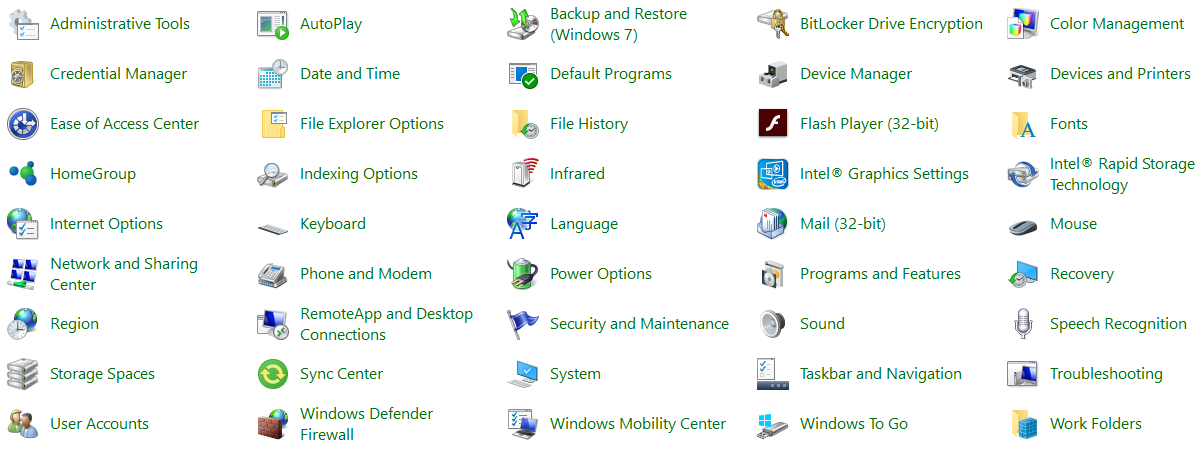 Administrative Tools
AutoPlay
Backup and Restore
(Windows 7)
BitLocker Drive Encryption
Color Management
Credential Manager
Date and Time
Default Programs
Device Manager
Devices and Printers
Ease of Access Center
File Explorer Options
File History
Flash Player (32-bit)
Fonts
HomeGroup
Indexing Options
Infrared
Intel® Graphics Settings
Intel® Rapid Storage
Technology
Internet Options
Keyboard
Language
Mail (32-bit)
Mouse
Network and Sharing
Center
Phone and Modem
Power Options
Programs and Features
Recovery
Region
RemoteApp and Desktop
Connections
Security and Maintenance
Sound
Speech Recognition
Storage Spaces
Sync Center
System
Taskbar and Navigation
Troubleshooting
User Accounts
Windows Defender
Firewall
Windows Mobility Center
Windows To Go
Work Folders